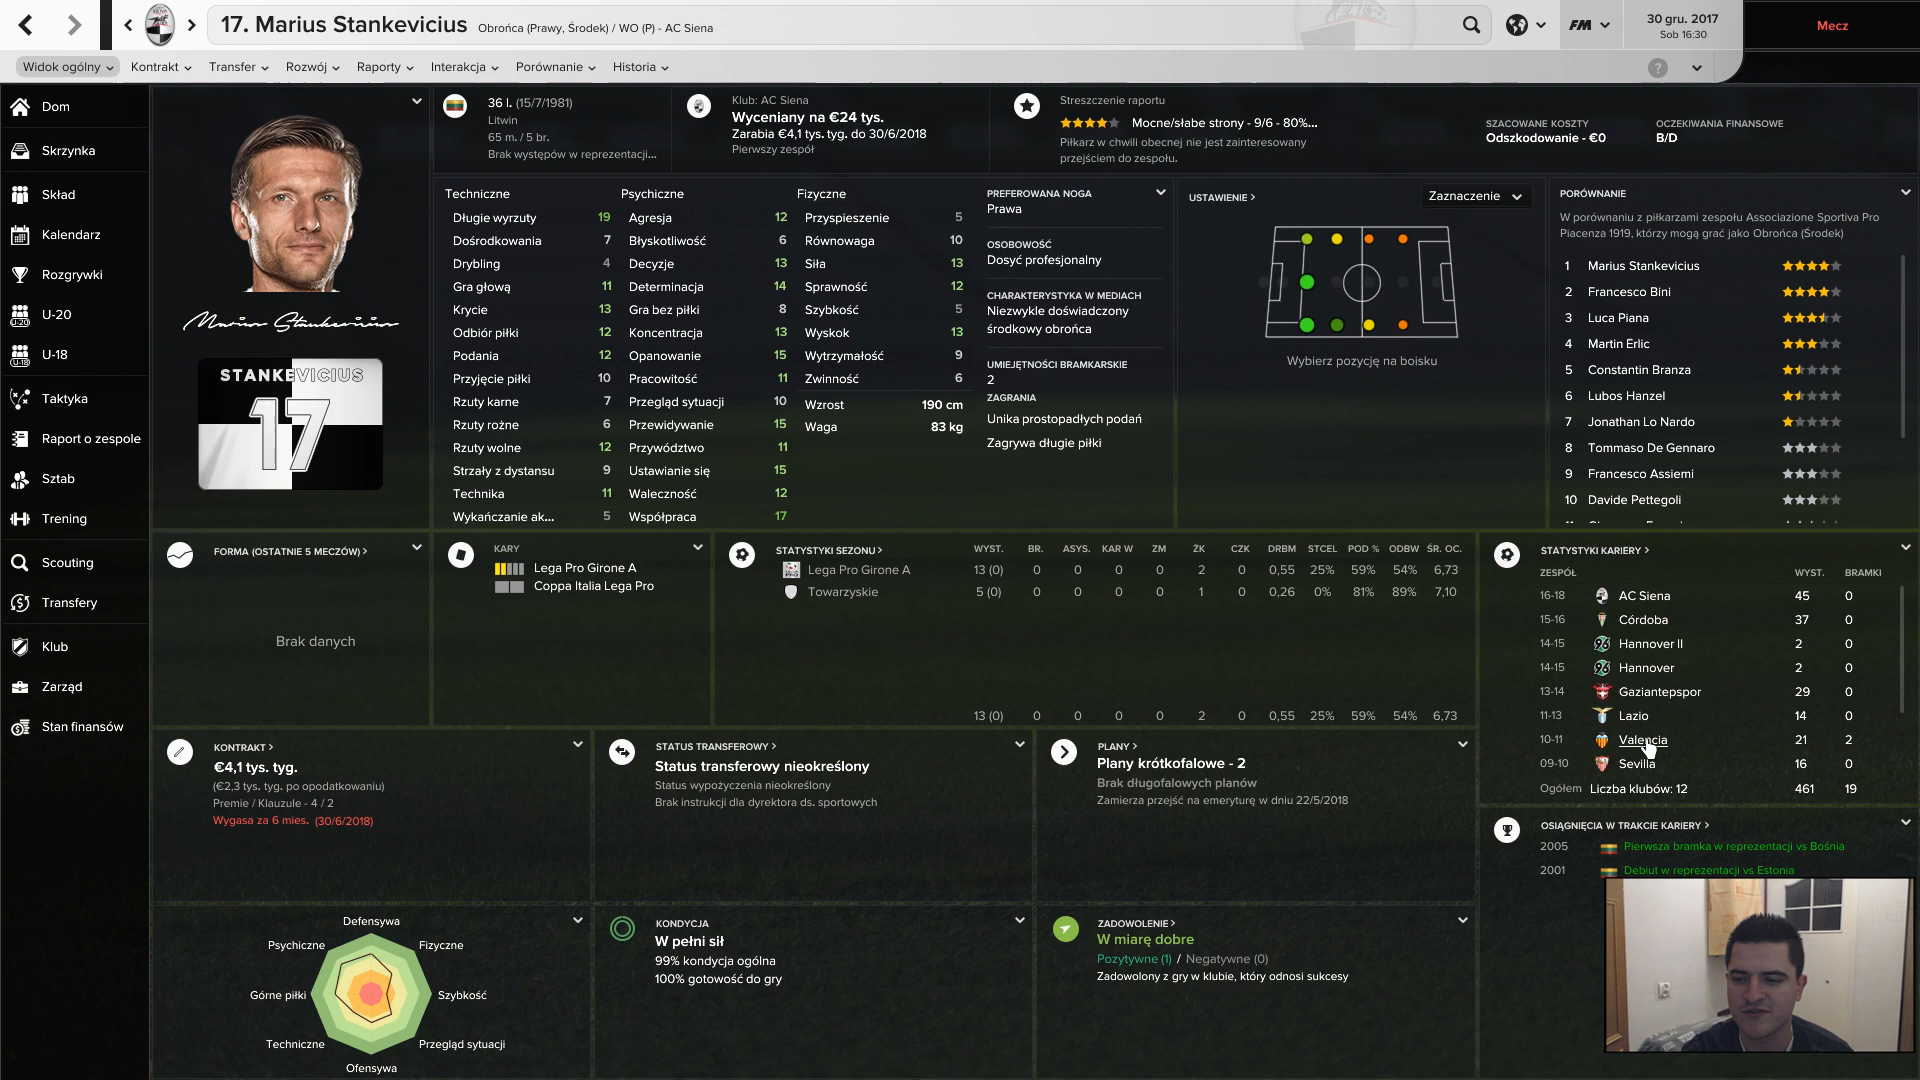 17. Marius Stankevicius
Obrońca (Prawy, Środek) / WO (P) - AC Siena
FM
30 gru. 2017
Sob 16:30
Mecz
Widok ogólny
Kontrakt
Transfer
Rozwój
Raporty
Interakcja
Porównanie
Historia
?
Dom
Skrzynka
Skład
Kalendarz
Rozgrywki
U-20
U-18
Taktyka
Raport o zespole
Sztab
Trening
Scouting
Transfery
Klub
Zarząd
Stan finansów
STANKEVICIUS
17
36 l. (15/7/1981)
Litwin
65 m. / 5 br.
Brak występów w reprezentacji...
Klub: AC Siena
Wyceniany na €24 tys.
Zarabia €4,1 tys. tyg. do 30/6/2018
Pierwszy zespół
Streszczenie raportu
Mocne/słabe strony - 9/6 - 80%...
Piłkarz w chwili obecnej nie jest zainteresowany
przejściem do zespołu.
SZACOWANE KOSZTY
Odszkodowanie - €0
OCZEKIWANIA FINANSOWE
B/D
Techniczne
Długie wyrzuty 19
Dośrodkowania 7
Drybling 4
Gra głową 11
Krycie 13
Odbiór piłki 12
Podania 12
Przyjęcie piłki 10
Rzuty karne 7
Rzuty rożne 6
Rzuty wolne 12
Strzały z dystansu 9
Technika 11
Wykańczanie ak... 5
Psychiczne
Agresja 12
Błyskotliwość 6
Decyzje 13
Determinacja 14
Gra bez piłki 8
Koncentracja 13
Opanowanie 15
Pracowitość 11
Przegląd sytuacji 10
Przewidywanie 15
Przywództwo 11
Ustawianie się 15
Waleczność 12
Współpraca 17
Fizyczne
Przyspieszenie 5
Równowaga 10
Siła 13
Sprawność 12
Szybkość 5
Wyskok 13
Wytrzymałość 9
Zwinność 6
Wzrost 190 cm
Waga 83 kg
PREFEROWANA NOGA
Prawa
OSOBOWOŚĆ
Dosyć profesjonalny
CHARAKTERYSTYKA W MEDIACH
Niezwykle doświadczony
środkowy obrońca
UMIEJĘTNOŚCI BRAMKARSKIE
2
ZAGRANIA
Unika prostopadłych podań
Zagrywa długie piłki
USTAWIENIE >
Zaznaczenie
Wybierz pozycję na boisku
PORÓWNANIE
W porównaniu z piłkarzami zespołu Associazione Sportiva Pro
Piacenza 1919, którzy mogą grać jako Obrońca (Środek)
1 Marius Stankevicius
2 Francesco Bini
3 Luca Piana
4 Martin Erlic
5 Constantin Branza
6 Lubos Hanzel
7 Jonathan Lo Nardo
8 Tommaso De Gennaro
9 Francesco Assiemi
10 Davide Pettegoli
FORMA (OSTATNIE 5 MECZÓW) >
Brak danych
KARY
Lega Pro Girone A
Coppa Italia Lega Pro
STATYSTYKI SEZONU > WYST. BR. ASYS. KAR W ZM ŻK CZK DRBM STCEL POD % ODBW ŚR. OC.
Lega Pro Girone A 13 (0) 0 0 0 0 2 0 0,55 25% 59% 54% 6,73
Towarzyskie 5 (0) 0 0 0 0 1 0 0,26 0% 81% 89% 7,10
13 (0) 0 0 0 0 2 0 0,55 25% 59% 54% 6,73
STATYSTYKI KARIERY >
ZESPÓŁ WYST. BRAMKI
16-18 AC Siena 45 0
15-16 Córdoba 37 0
14-15 Hannover II 2 0
14-15 Hannover 2 0
13-14 Gaziantepspor 29 0
11-13 Lazio 14 0
10-11 Valencia 21 2
09-10 Sevilla 16 0
Ogółem Liczba klubów: 12 461 19
KONTRAKT >
€4,1 tys. tyg.
(€2,3 tys. tyg. po opodatkowaniu)
Premie / Klauzule - 4 / 2
Wygasa za 6 mies. (30/6/2018)
STATUS TRANSFEROWY >
Status transferowy nieokreślony
Status wypożyczenia nieokreślony
Brak instrukcji dla dyrektora ds. sportowych
PLANY >
Plany krótkofalowe - 2
Brak długofalowych planów
Zamierza przejść na emeryturę w dniu 22/5/2018
OSIĄGNIĘCIA W TRAKCIE KARIERY >
2005 Pierwsza bramka w reprezentacji vs Bośnia
2001 Debiut w reprezentacji vs Estonia
Defensywa
Psychiczne
Fizyczne
Górne piłki
Szybkość
Techniczne
Przegląd sytuacji
Ofensywa
KONDYCJA
W pełni sił
99% kondycja ogólna
100% gotowość do gry
ZADOWOLENIE >
W miarę dobre
Pozytywne (1) / Negatywne (0)
Zadowolony z gry w klubie, który odnosi sukcesy